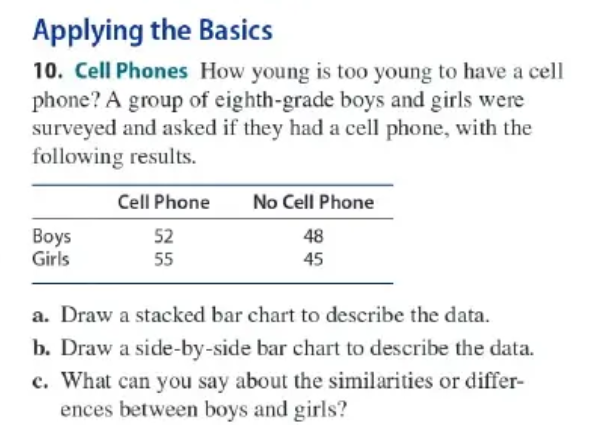 Applying the Basics
10. Cell Phones How young is too young to have a cell
phone? A group of eighth-grade boys and girls were
surveyed and asked if they had a cell phone, with the
following results.
Cell Phone No Cell Phone
Boys 52 48
Girls 55 45
a. Draw a stacked bar chart to describe the data.
b. Draw a side-by-side bar chart to describe the data.
c. What can you say about the similarities or differ-
ences between boys and girls?